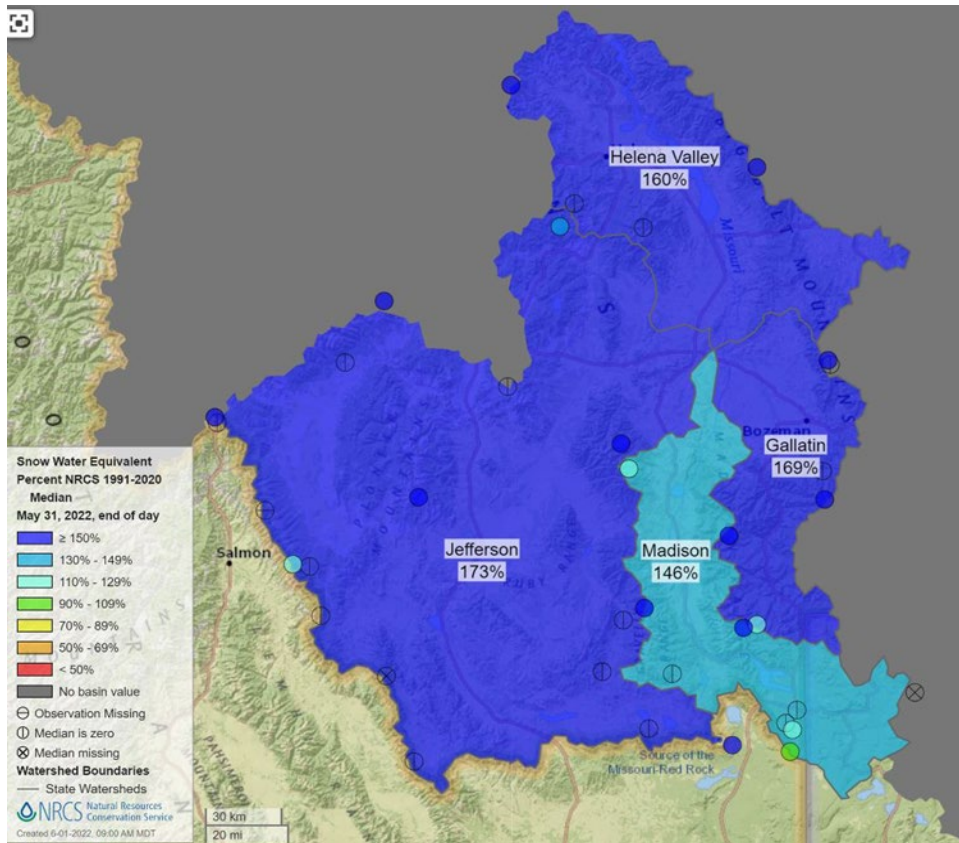 Helena Valley
160%
Missouri
Bozeman
Gallatin
169%
Madison
146%
Jefferson
173%
RUBY RANGE
Salmon
Source of the
Missouri-Red Rock
Snow Water Equivalent
Percent NRCS 1991-2020
Median
May 31, 2022, end of day
≥ 150%
130% - 149%
110% - 129%
90% - 109%
70% - 89%
50% - 69%
< 50%
No basin value
Observation Missing
Median is zero
Median missing
Watershed Boundaries
State Watersheds
NRCS Natural Resources
Conservation Service
Created 6-01-2022, 09:00 AM MDT
30 km
20 mi